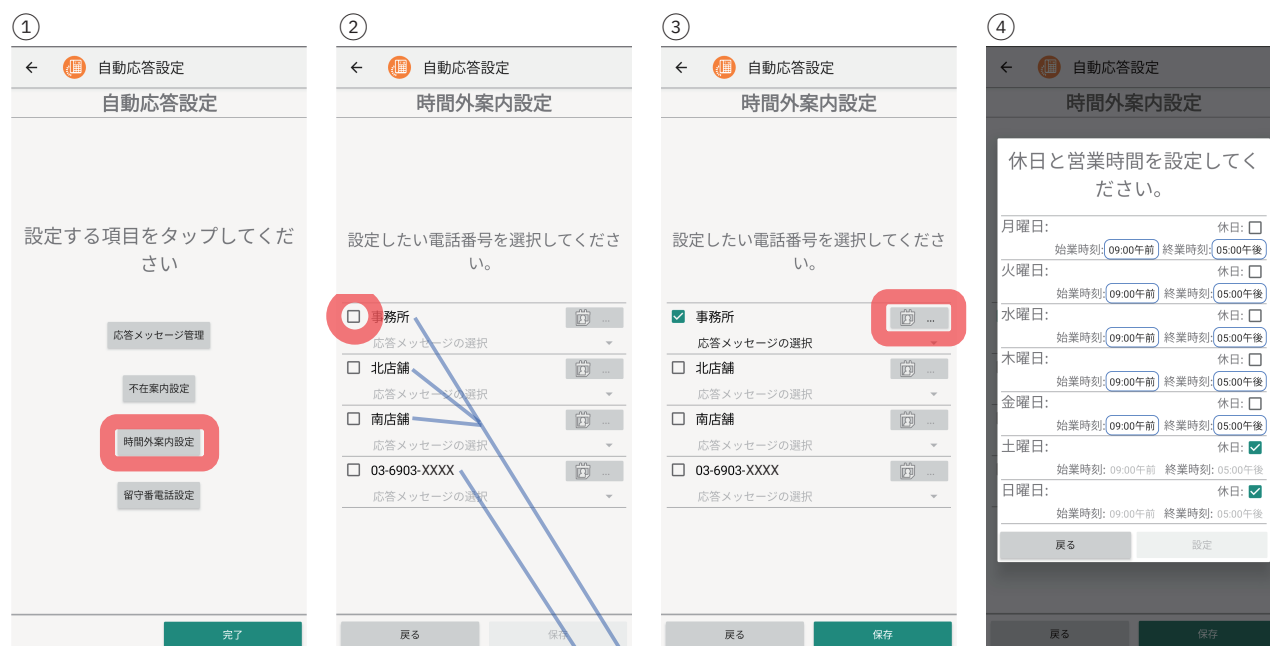 ①
自動応答設定
自動応答設定
設定する項目をタップしてくだ
さい
応答メッセージ管理
不在案内設定
時間外案内設定
留守番電話設定
完了
②
自動応答設定
時間外案内設定
設定したい電話番号を選択してくださ
い。
事務所 ...
応答メッセージの選択
北店舗 ...
応答メッセージの選択
南店舗 ...
応答メッセージの選択
03-6903-XXXX ...
応答メッセージの選択
戻る 保存
③
自動応答設定
時間外案内設定
設定したい電話番号を選択してくださ
い。
事務所 ...
応答メッセージの選択
北店舗 ...
応答メッセージの選択
南店舗 ...
応答メッセージの選択
03-6903-XXXX ...
応答メッセージの選択
戻る 保存
④
自動応答設定
時間外案内設定
休日と営業時間を設定してく
ださい。
月曜日: 休日:
始業時刻: 09:00午前 終業時刻: 05:00午後
火曜日: 休日:
始業時刻: 09:00午前 終業時刻: 05:00午後
水曜日: 休日:
始業時刻: 09:00午前 終業時刻: 05:00午後
木曜日: 休日:
始業時刻: 09:00午前 終業時刻: 05:00午後
金曜日: 休日:
始業時刻: 09:00午前 終業時刻: 05:00午後
土曜日: 休日:
始業時刻: 09:00午前 終業時刻: 05:00午後
日曜日: 休日:
始業時刻: 09:00午前 終業時刻: 05:00午後
戻る 設定
戻る 保存